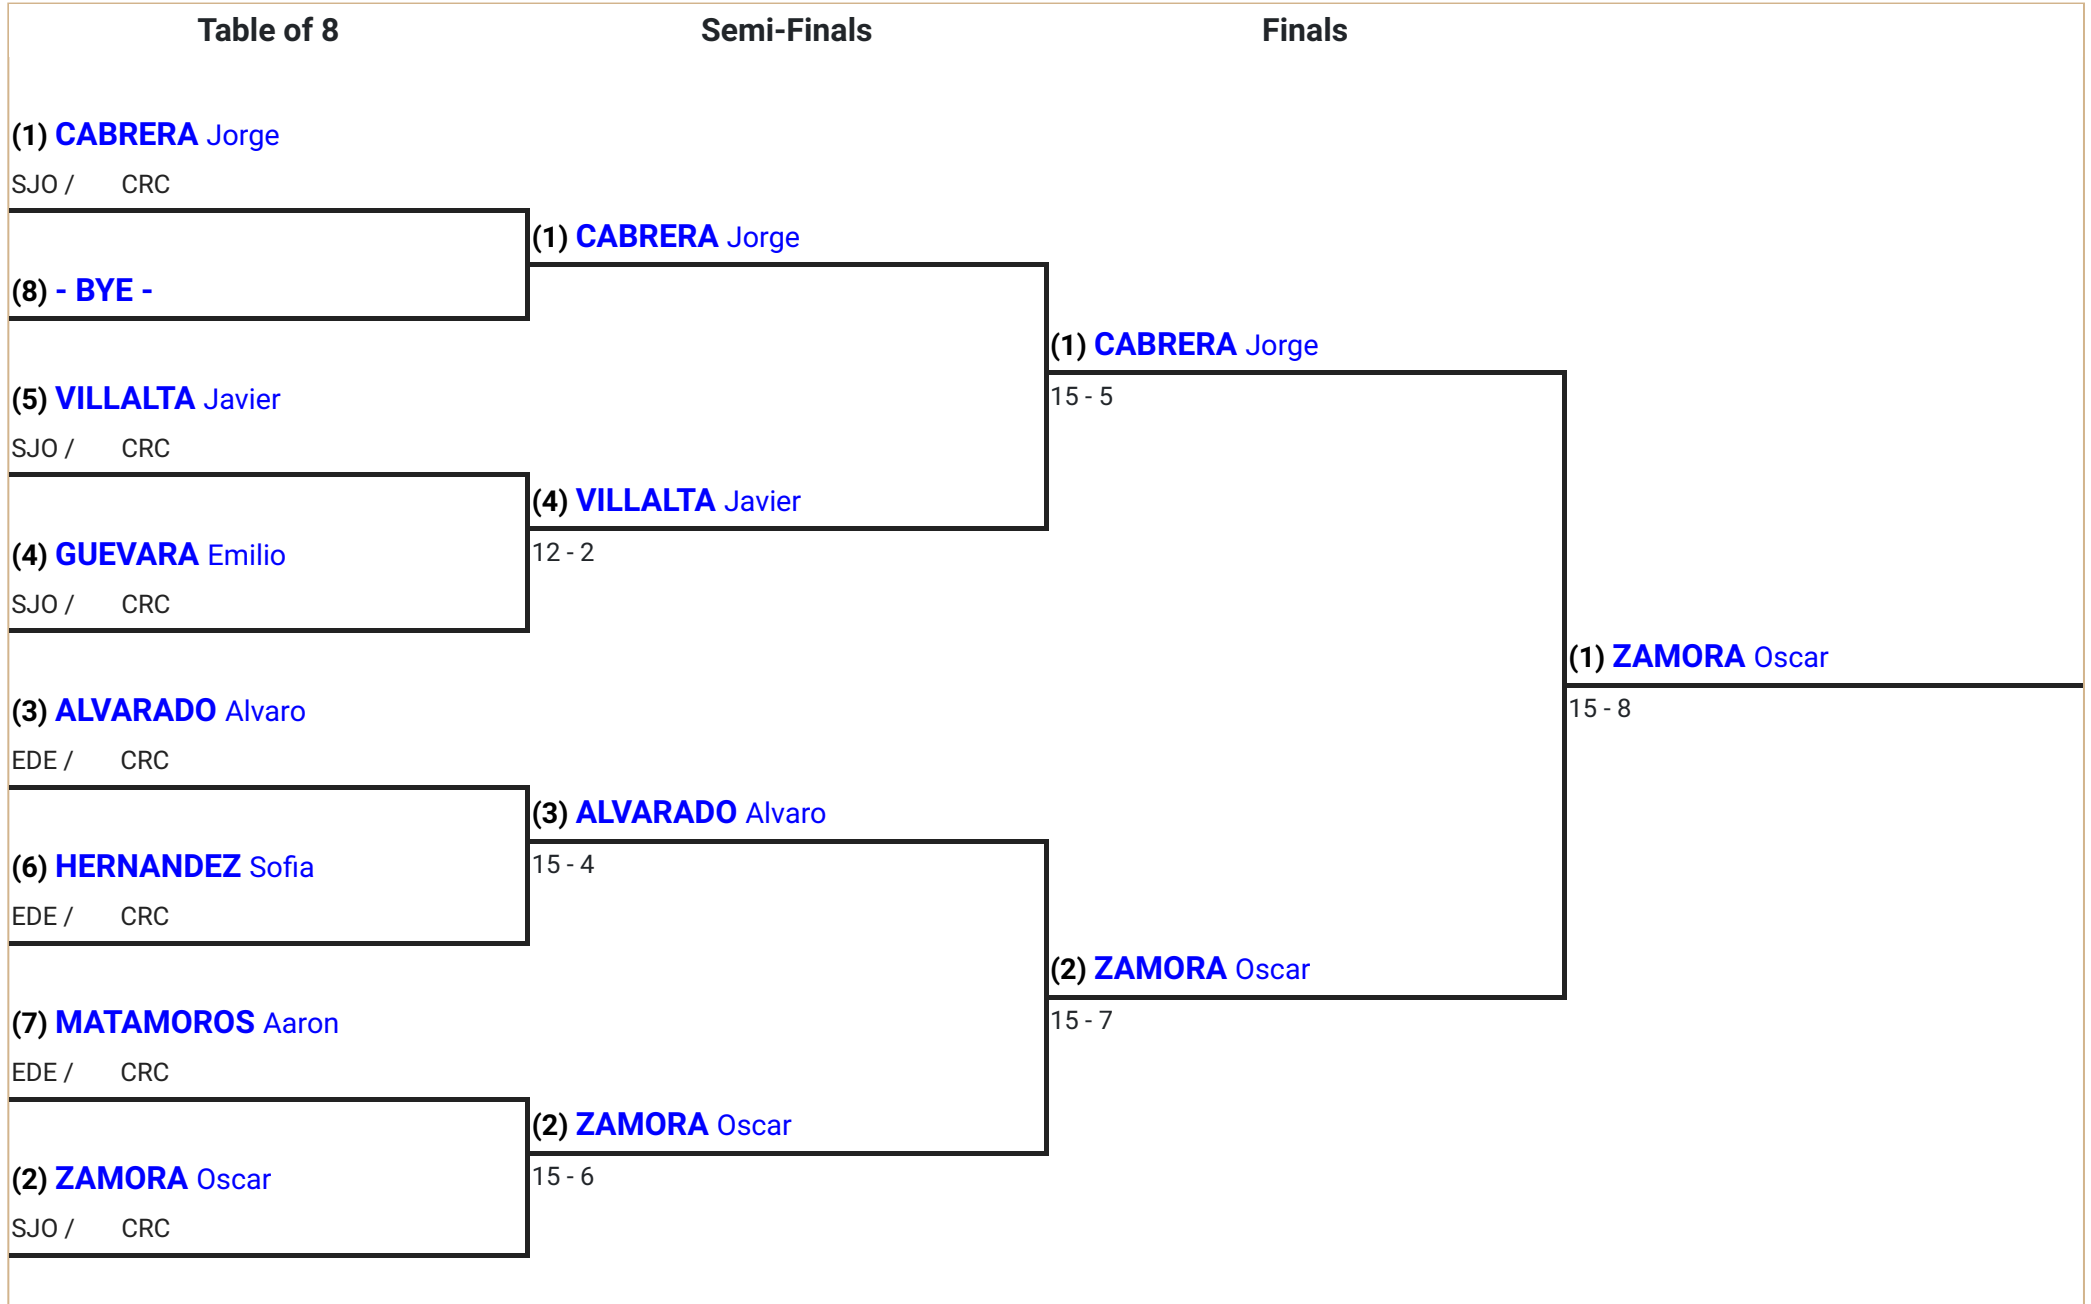 Table of 8
Semi-Finals
Finals
(1) CABRERA Jorge
SJO / CRC
(8) - BYE -
(5) VILLALTA Javier
SJO / CRC
(4) GUEVARA Emilio
SJO / CRC
(3) ALVARADO Alvaro
EDE / CRC
(6) HERNANDEZ Sofia
EDE / CRC
(7) MATAMOROS Aaron
EDE / CRC
(2) ZAMORA Oscar
SJO / CRC
(1) CABRERA Jorge
(4) VILLALTA Javier
12 - 2
(3) ALVARADO Alvaro
15 - 4
(2) ZAMORA Oscar
15 - 6
(1) CABRERA Jorge
15 - 5
(2) ZAMORA Oscar
15 - 7
(1) ZAMORA Oscar
15 - 8